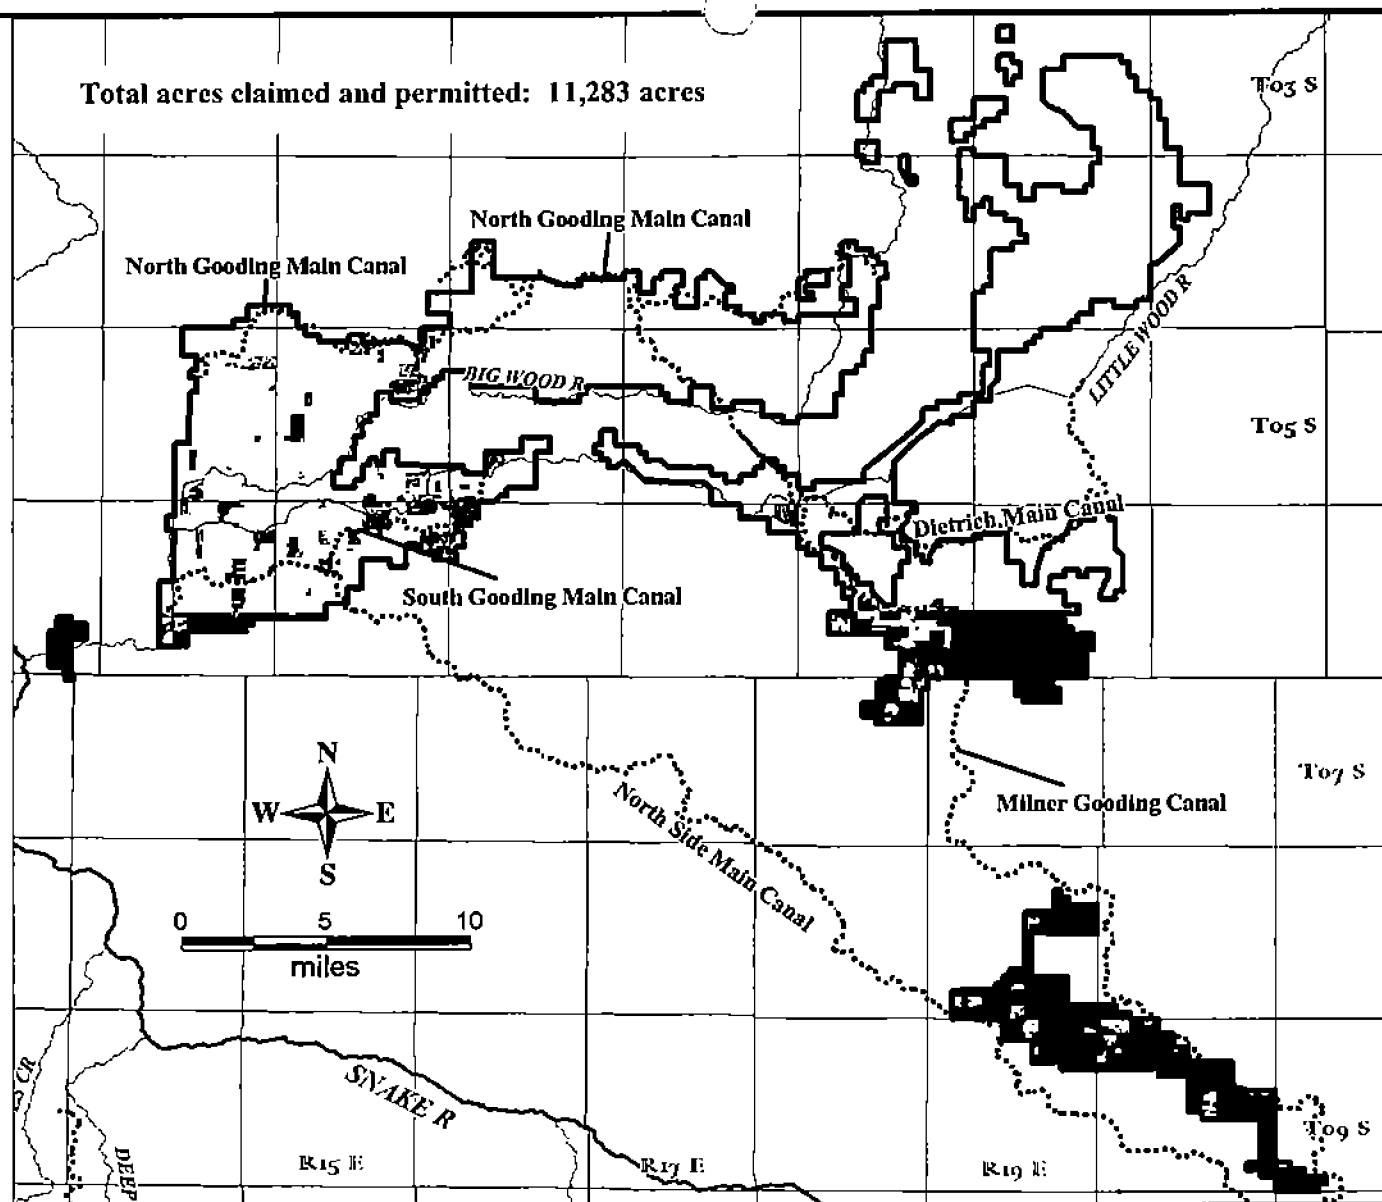 Total acres claimed and permitted: 11,283 acres
T03 S
North Gooding Main Canal
North Gooding Main Canal
LITTLE WOOD R
BIG WOOD R
T05 S
Dietrich Main Canal
South Gooding Main Canal
N
W E
S
T07 S
Milner Gooding Canal
North Side Main Canal
0 5 10
miles
CR
SNAKE R
T09 S
DEEP
R15 E
R17 E
R19 E